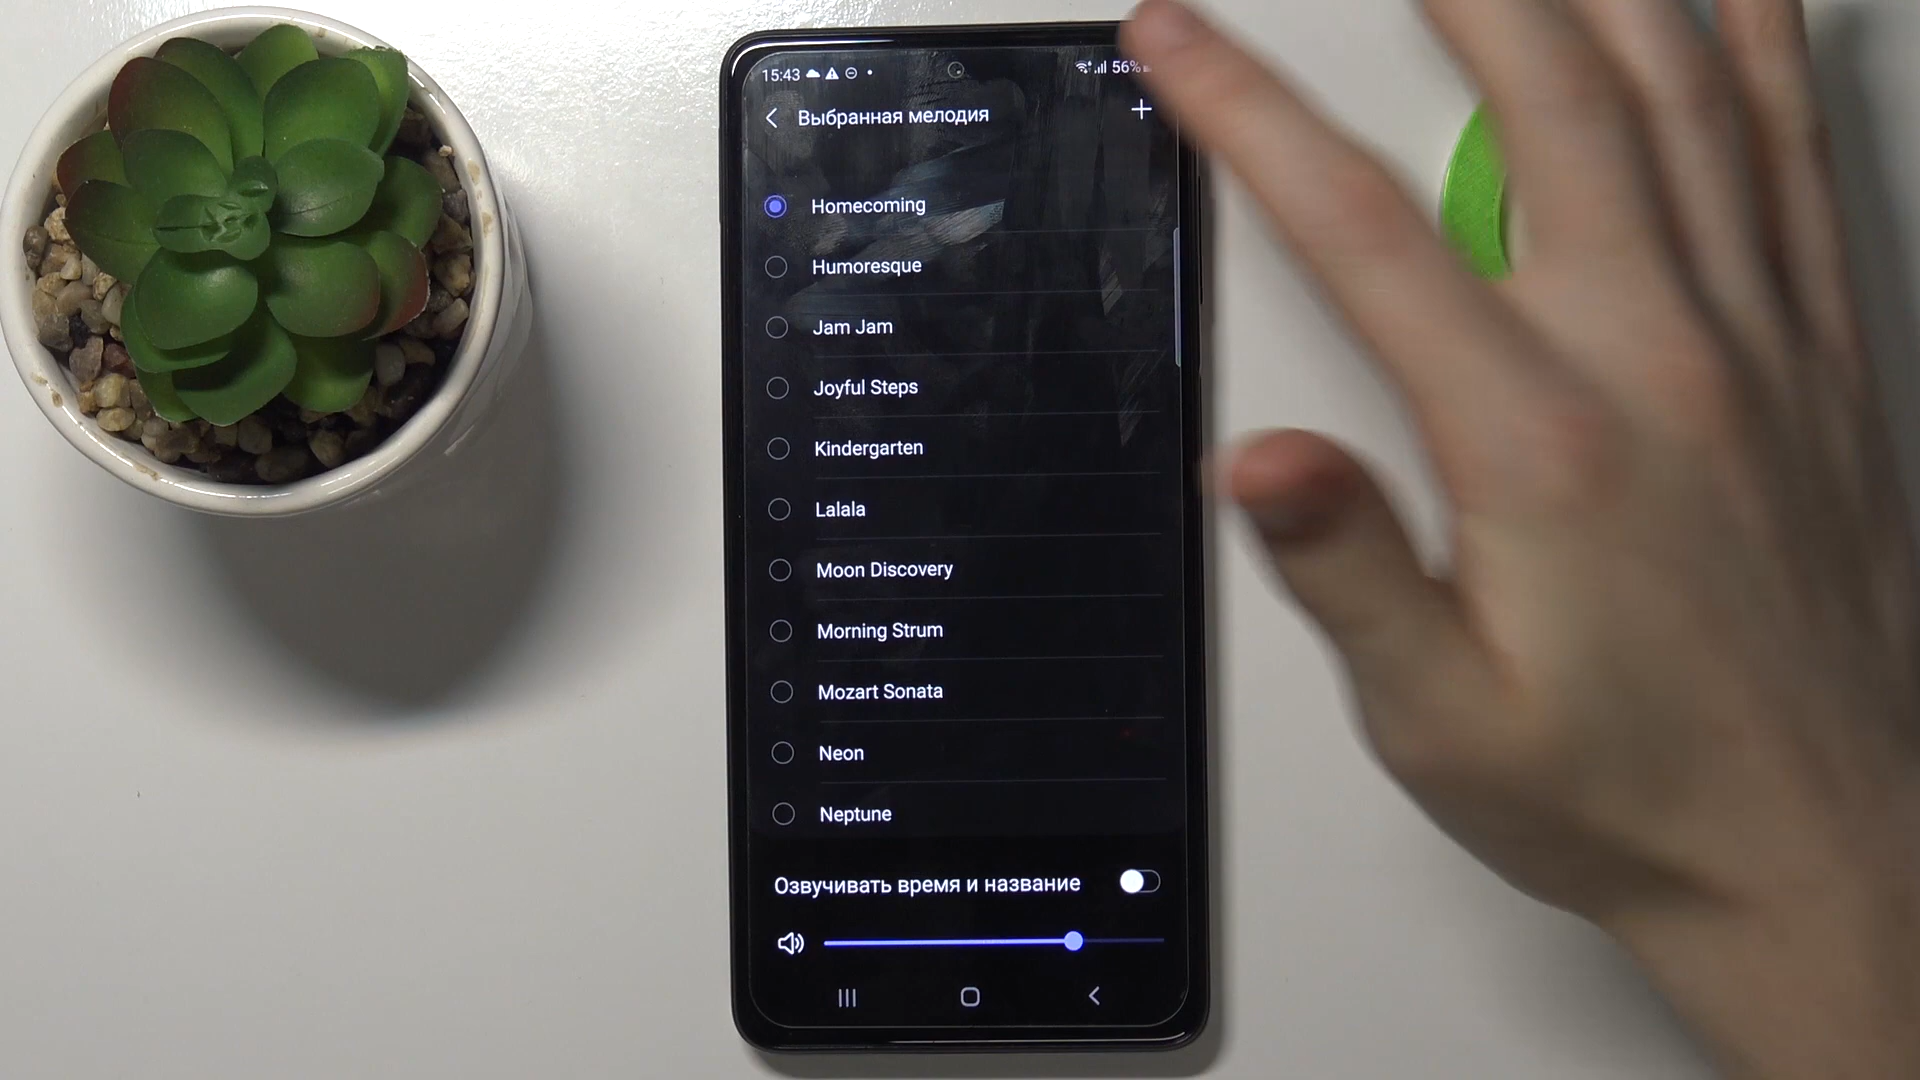 15:43
56%
Выбранная мелодия
Homecoming
Humoresque
Jam Jam
Joyful Steps
Kindergarten
Lalala
Moon Discovery
Morning Strum
Mozart Sonata
Neon
Neptune
Озвучивать время и название